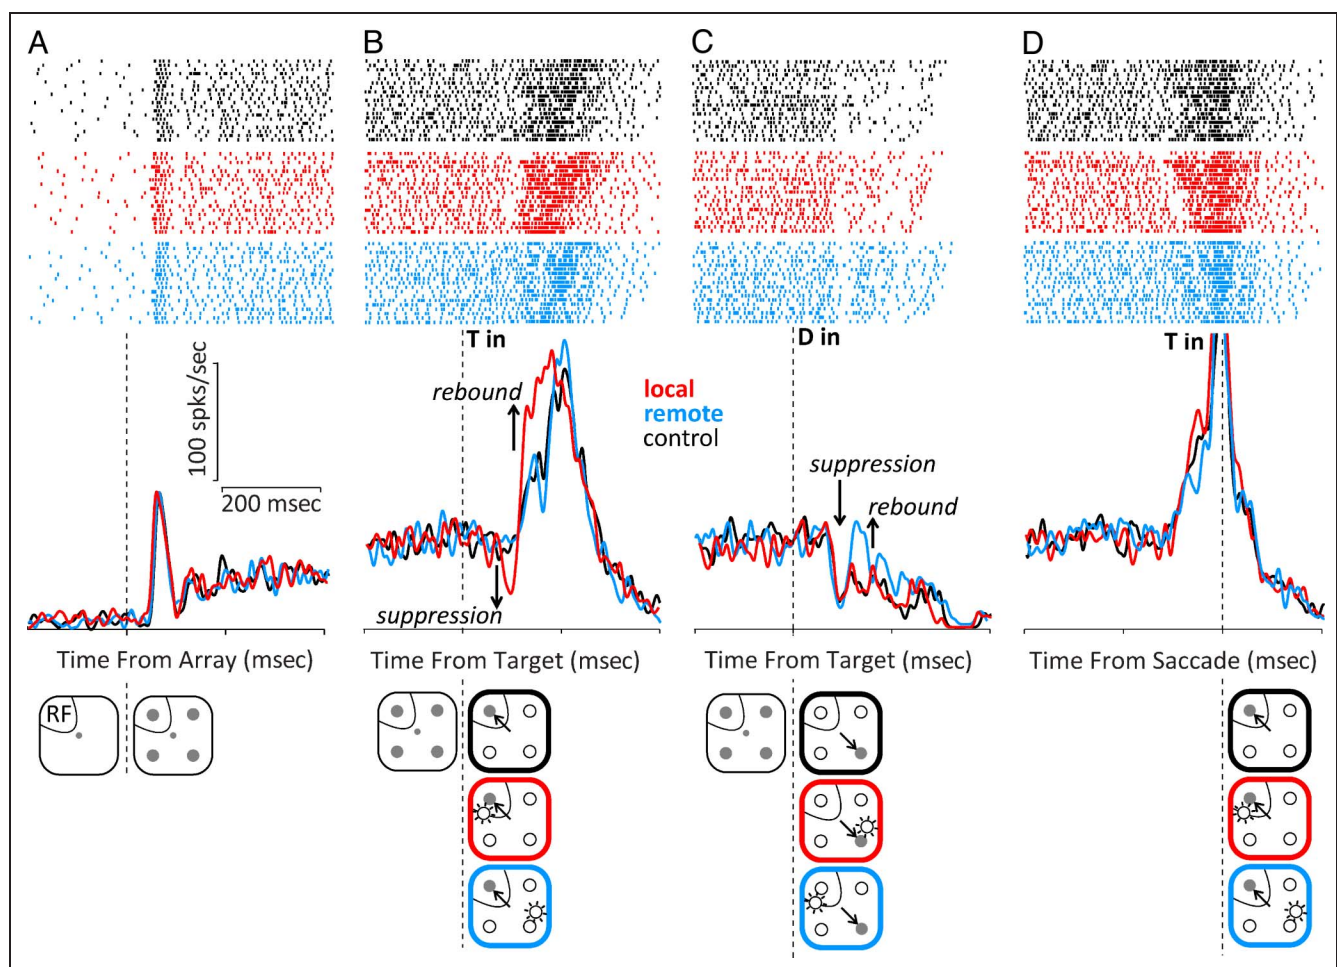 A
B
C
D
T in
D in
T in
100 spks/sec
200 msec
rebound
suppression
local
remote
control
suppression
rebound
Time From Array (msec)
Time From Target (msec)
Time From Target (msec)
Time From Saccade (msec)
RF